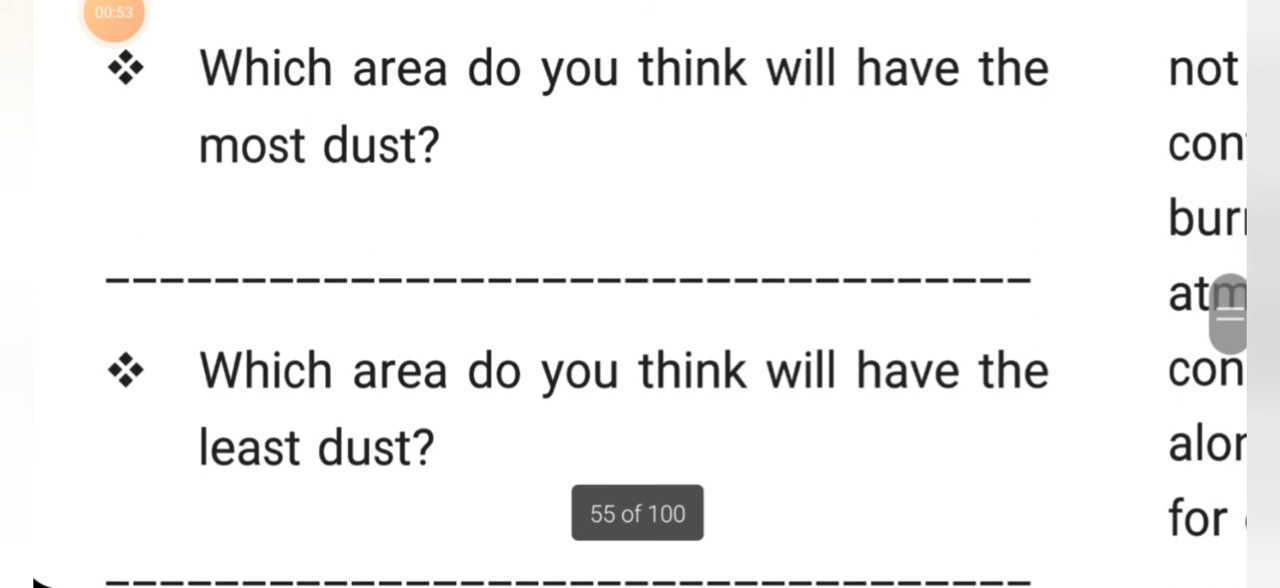 00:53
❖ Which area do you think will have the
most dust?
❖ Which area do you think will have the
least dust?
55 of 100
not
alor
for